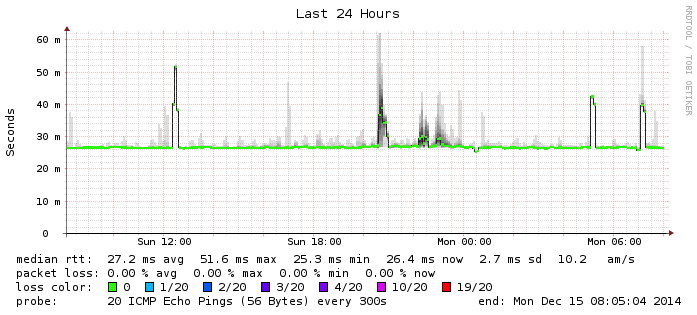 Last 24 Hours
RRDTOOL / TOBI OETIKER
Seconds
60 m
50 m
40 m
30 m
20 m
10 m
0
Sun 12:00 Sun 18:00 Mon 00:00 Mon 06:00
median rtt: 27.2 ms avg 51.6 ms max 25.3 ms min 26.4 ms now 2.7 ms sd 10.2 am/s
packet loss: 0.00 % avg 0.00 % max 0.00 % min 0.00 % now
loss color: 0 1/20 2/20 3/20 4/20 10/20 19/20
probe: 20 ICMP Echo Pings (56 Bytes) every 300s end: Mon Dec 15 08:05:04 2014